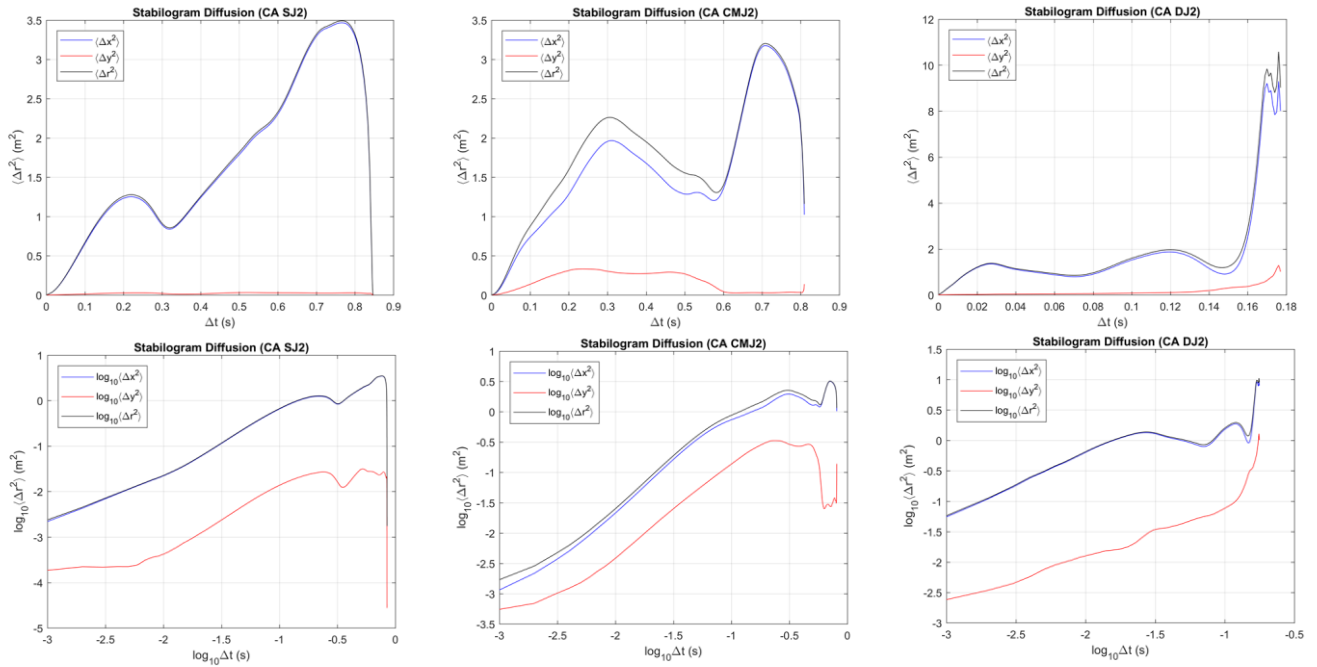 Stabilogram Diffusion (CA SJ2)
⟨Δx²⟩
⟨Δy²⟩
⟨Δr²⟩
⟨Δr²⟩ (m²)
3.5
3
2.5
2
1.5
1
0.5
0
0 0.1 0.2 0.3 0.4 0.5 0.6 0.7 0.8 0.9
Δt (s)
Stabilogram Diffusion (CA CMJ2)
⟨Δx²⟩
⟨Δy²⟩
⟨Δr²⟩
⟨Δr²⟩ (m²)
3.5
3
2.5
2
1.5
1
0.5
0
0 0.1 0.2 0.3 0.4 0.5 0.6 0.7 0.8 0.9
Δt (s)
Stabilogram Diffusion (CA DJ2)
⟨Δx²⟩
⟨Δy²⟩
⟨Δr²⟩
⟨Δr²⟩ (m²)
12
10
8
6
4
2
0
0 0.02 0.04 0.06 0.08 0.1 0.12 0.14 0.16 0.18
Δt (s)
Stabilogram Diffusion (CA SJ2)
log₁₀⟨Δx²⟩
log₁₀⟨Δy²⟩
log₁₀⟨Δr²⟩
log₁₀⟨Δr²⟩ (m²)
1
0
-1
-2
-3
-4
-5
-3 -2.5 -2 -1.5 -1 -0.5 0
log₁₀Δt (s)
Stabilogram Diffusion (CA CMJ2)
log₁₀⟨Δx²⟩
log₁₀⟨Δy²⟩
log₁₀⟨Δr²⟩
log₁₀⟨Δr²⟩ (m²)
1
0.5
0
-0.5
-1
-1.5
-2
-2.5
-3
-3.5
-3 -2.5 -2 -1.5 -1 -0.5 0
log₁₀Δt (s)
Stabilogram Diffusion (CA DJ2)
log₁₀⟨Δx²⟩
log₁₀⟨Δy²⟩
log₁₀⟨Δr²⟩
log₁₀⟨Δr²⟩ (m²)
1.5
1
0.5
0
-0.5
-1
-1.5
-2
-2.5
-3
-3 -2.5 -2 -1.5 -1 -0.5
log₁₀Δt (s)